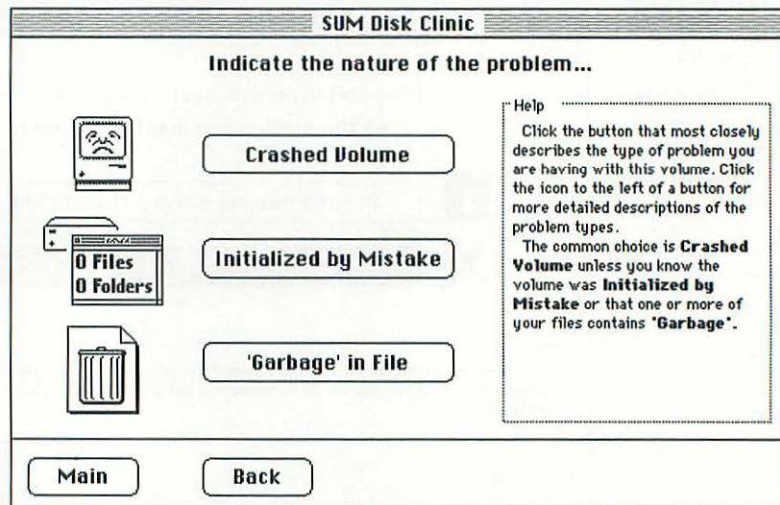 SUM Disk Clinic
Indicate the nature of the problem...
Crashed Volume
0 Files
0 Folders
Initialized by Mistake
'Garbage' in File
Help
Click the button that most closely
describes the type of problem you
are having with this volume. Click
the icon to the left of a button for
more detailed descriptions of the
problem types.
The common choice is Crashed
Volume unless you know the
volume was Initialized by
Mistake or that one or more of
your files contains "Garbage".
Main
Back